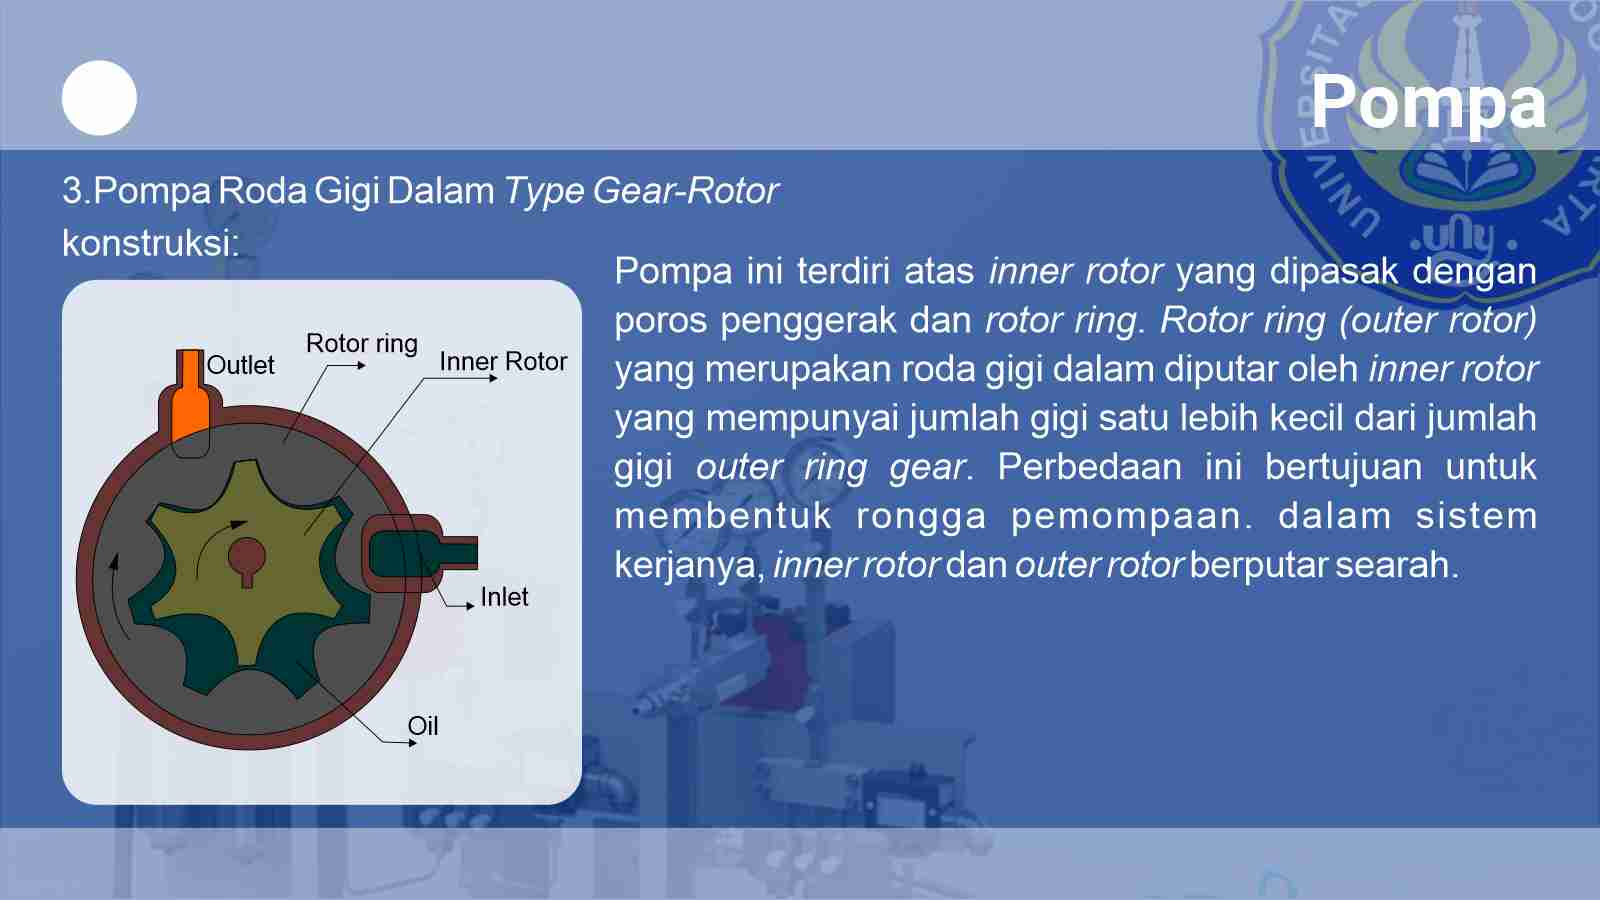 Pompa
UNIVERSITAS
UNY
3.Pompa Roda Gigi Dalam Type Gear-Rotor
konstruksi:
Outlet
Rotor ring
Inner Rotor
Inlet
Oil
Pompa ini terdiri atas inner rotor yang dipasak dengan
poros penggerak dan rotor ring. Rotor ring (outer rotor)
yang merupakan roda gigi dalam diputar oleh inner rotor
yang mempunyai jumlah gigi satu lebih kecil dari jumlah
gigi outer ring gear. Perbedaan ini bertujuan untuk
membentuk rongga pemompaan. dalam sistem
kerjanya, inner rotor dan outer rotor berputar searah.